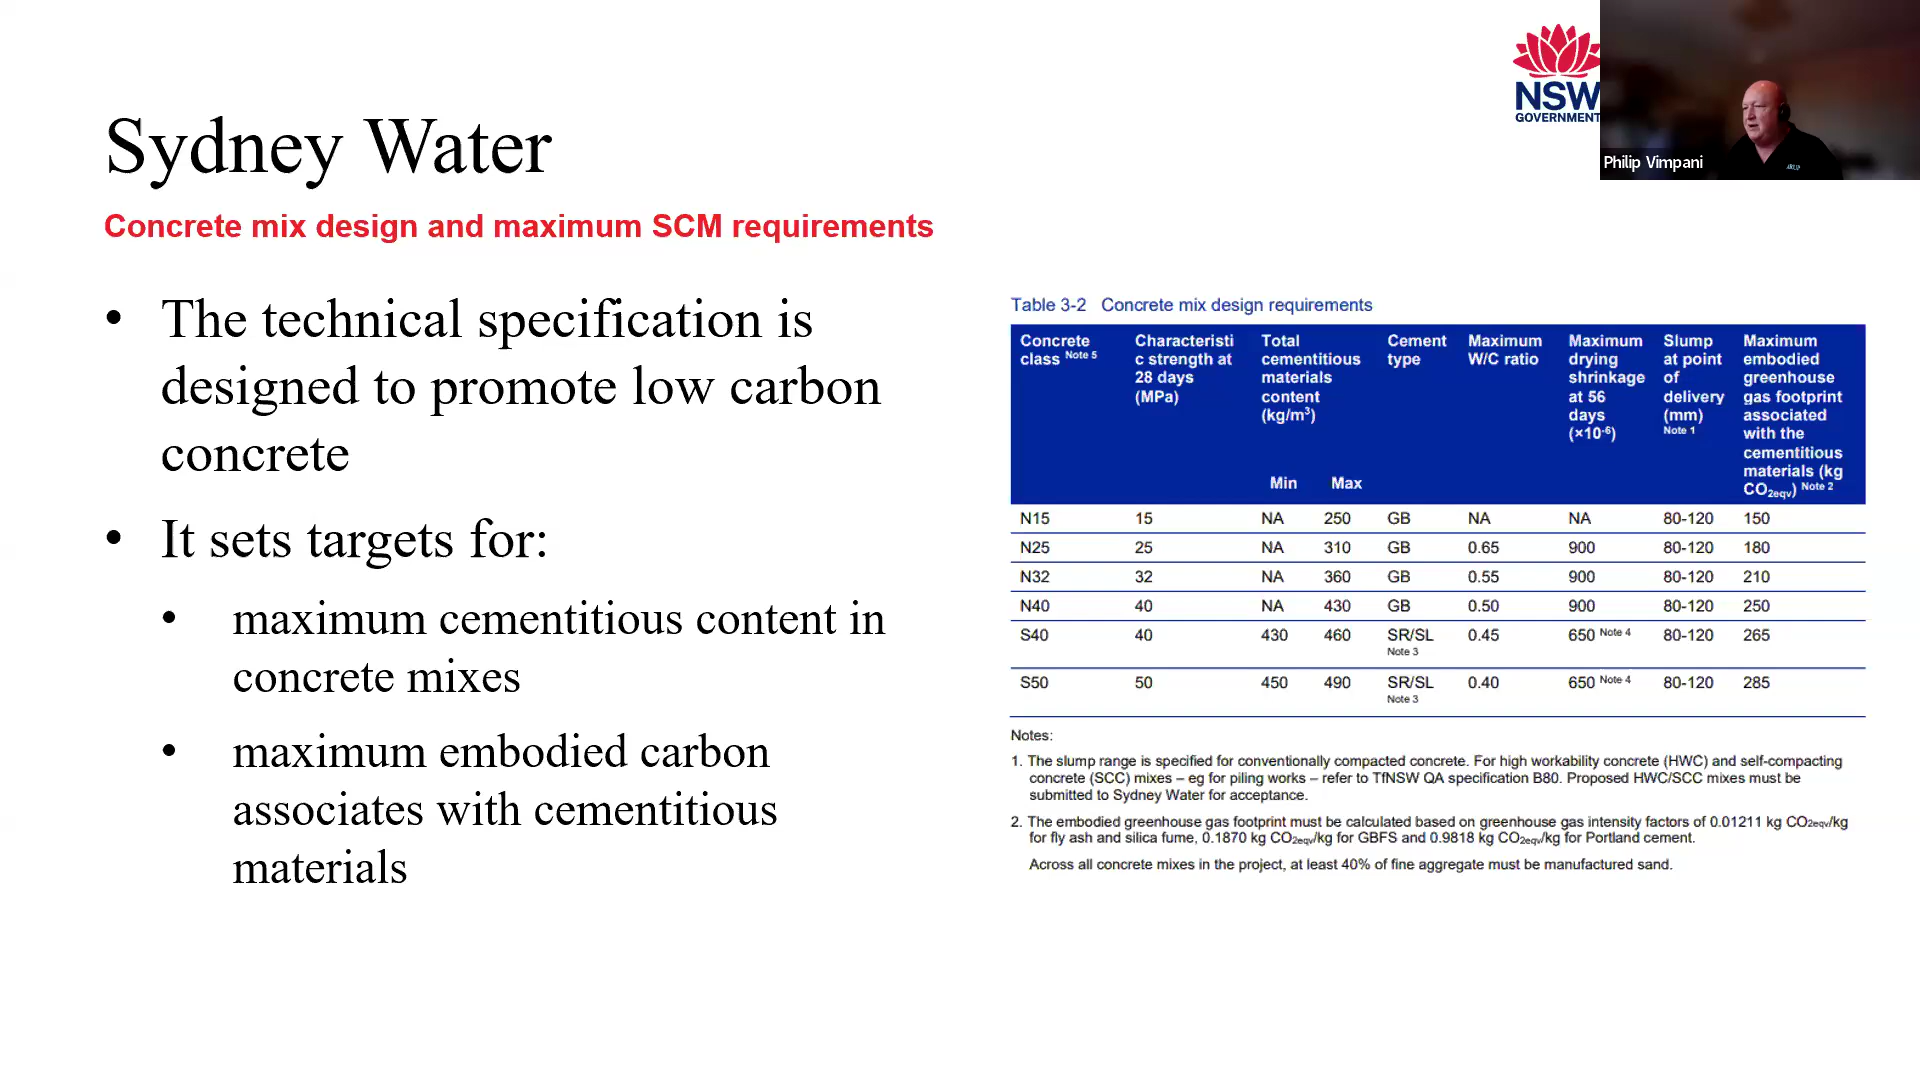 NSW
GOVERNMENT
Philip Vimpani
ARUP
Sydney Water
Concrete mix design and maximum SCM requirements
• The technical specification is
designed to promote low carbon
concrete
• It sets targets for:
• maximum cementitious content in
concrete mixes
• maximum embodied carbon
associates with cementitious
materials
Table 3-2 Concrete mix design requirements
Concrete class Note 5 | Characteristi c strength at 28 days (MPa) | Total cementitious materials content (kg/m³) Min Max | Cement type | Maximum W/C ratio | Maximum drying shrinkage at 56 days (×10⁻⁶) | Slump at point of delivery (mm) Note 1 | Maximum embodied greenhouse gas footprint associated with the cementitious materials (kg CO2eqv) Note 2
N15 15 NA 250 GB NA NA 80-120 150
N25 25 NA 310 GB 0.65 900 80-120 180
N32 32 NA 360 GB 0.55 900 80-120 210
N40 40 NA 430 GB 0.50 900 80-120 250
S40 40 430 460 SR/SL Note 3 0.45 650 Note 4 80-120 265
S50 50 450 490 SR/SL Note 3 0.40 650 Note 4 80-120 285
Notes:
1. The slump range is specified for conventionally compacted concrete. For high workability concrete (HWC) and self-compacting
concrete (SCC) mixes – eg for piling works – refer to TfNSW QA specification B80. Proposed HWC/SCC mixes must be
submitted to Sydney Water for acceptance.
2. The embodied greenhouse gas footprint must be calculated based on greenhouse gas intensity factors of 0.01211 kg CO2eqv/kg
for fly ash and silica fume, 0.1870 kg CO2eqv/kg for GBFS and 0.9818 kg CO2eqv/kg for Portland cement.
Across all concrete mixes in the project, at least 40% of fine aggregate must be manufactured sand.